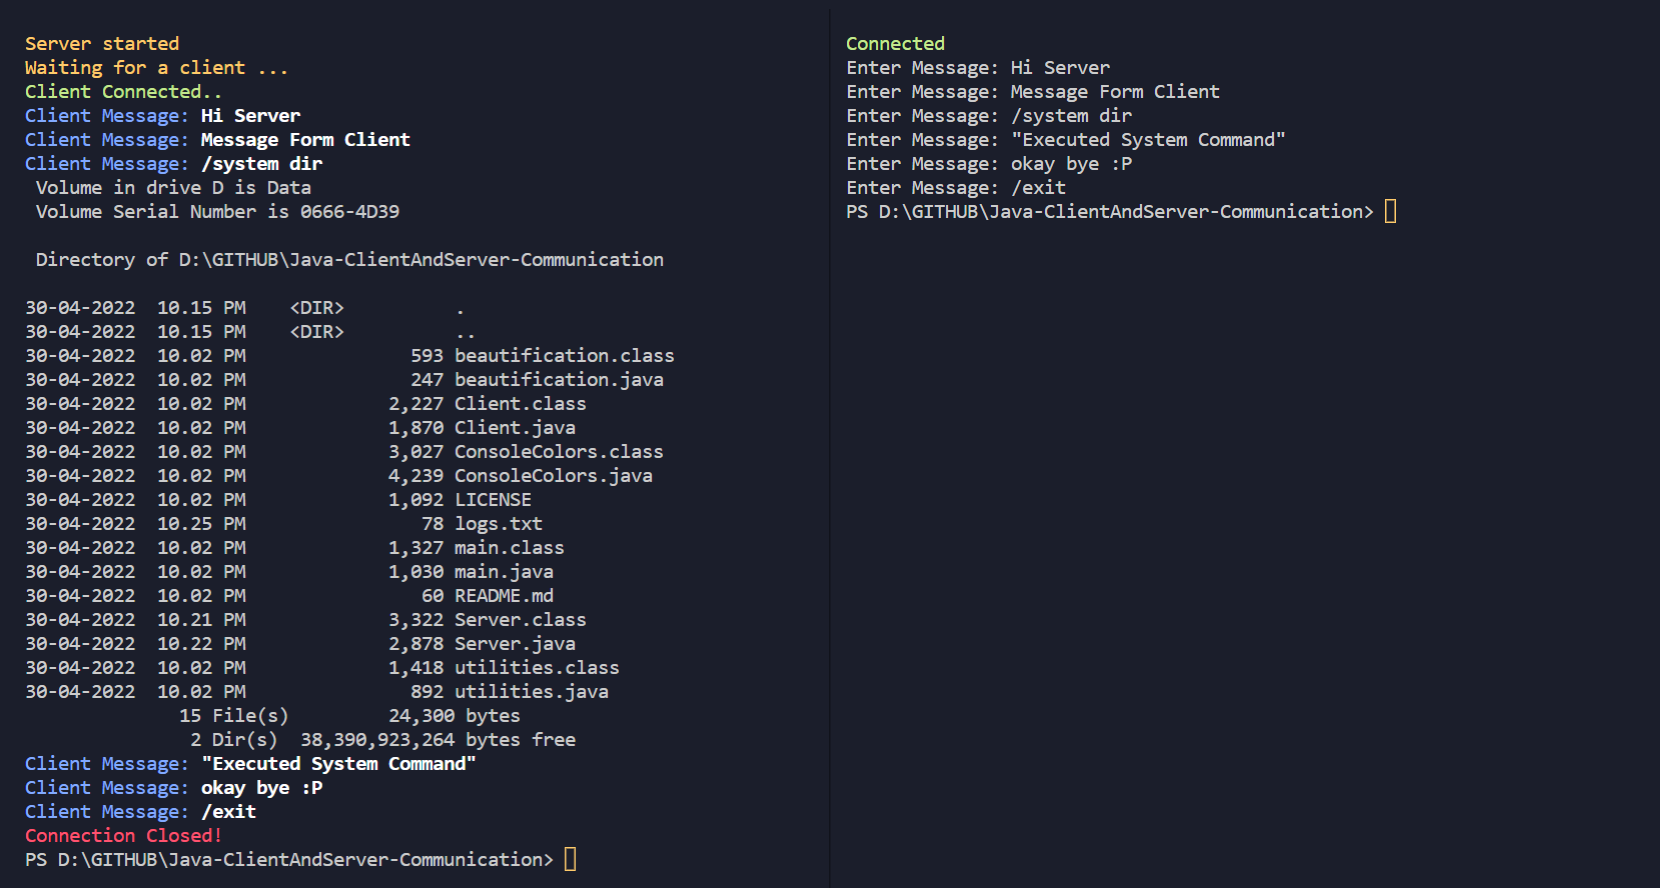 Server started
Waiting for a client ...
Client Connected..
Client Message: Hi Server
Client Message: Message Form Client
Client Message: /system dir
 Volume in drive D is Data
 Volume Serial Number is 0666-4D39
 Directory of D:\GITHUB\Java-ClientAndServer-Communication
30-04-2022  10.15 PM    <DIR>          .
30-04-2022  10.15 PM    <DIR>          ..
30-04-2022  10.02 PM               593 beautification.class
30-04-2022  10.02 PM               247 beautification.java
30-04-2022  10.02 PM             2,227 Client.class
30-04-2022  10.02 PM             1,870 Client.java
30-04-2022  10.02 PM             3,027 ConsoleColors.class
30-04-2022  10.02 PM             4,239 ConsoleColors.java
30-04-2022  10.02 PM             1,092 LICENSE
30-04-2022  10.25 PM                78 logs.txt
30-04-2022  10.02 PM             1,327 main.class
30-04-2022  10.02 PM             1,030 main.java
30-04-2022  10.02 PM                60 README.md
30-04-2022  10.21 PM             3,322 Server.class
30-04-2022  10.22 PM             2,878 Server.java
30-04-2022  10.02 PM             1,418 utilities.class
30-04-2022  10.02 PM               892 utilities.java
              15 File(s)         24,300 bytes
               2 Dir(s)  38,390,923,264 bytes free
Client Message: "Executed System Command"
Client Message: okay bye :P
Client Message: /exit
Connection Closed!
PS D:\GITHUB\Java-ClientAndServer-Communication>
Connected
Enter Message: Hi Server
Enter Message: Message Form Client
Enter Message: /system dir
Enter Message: "Executed System Command"
Enter Message: okay bye :P
Enter Message: /exit
PS D:\GITHUB\Java-ClientAndServer-Communication>